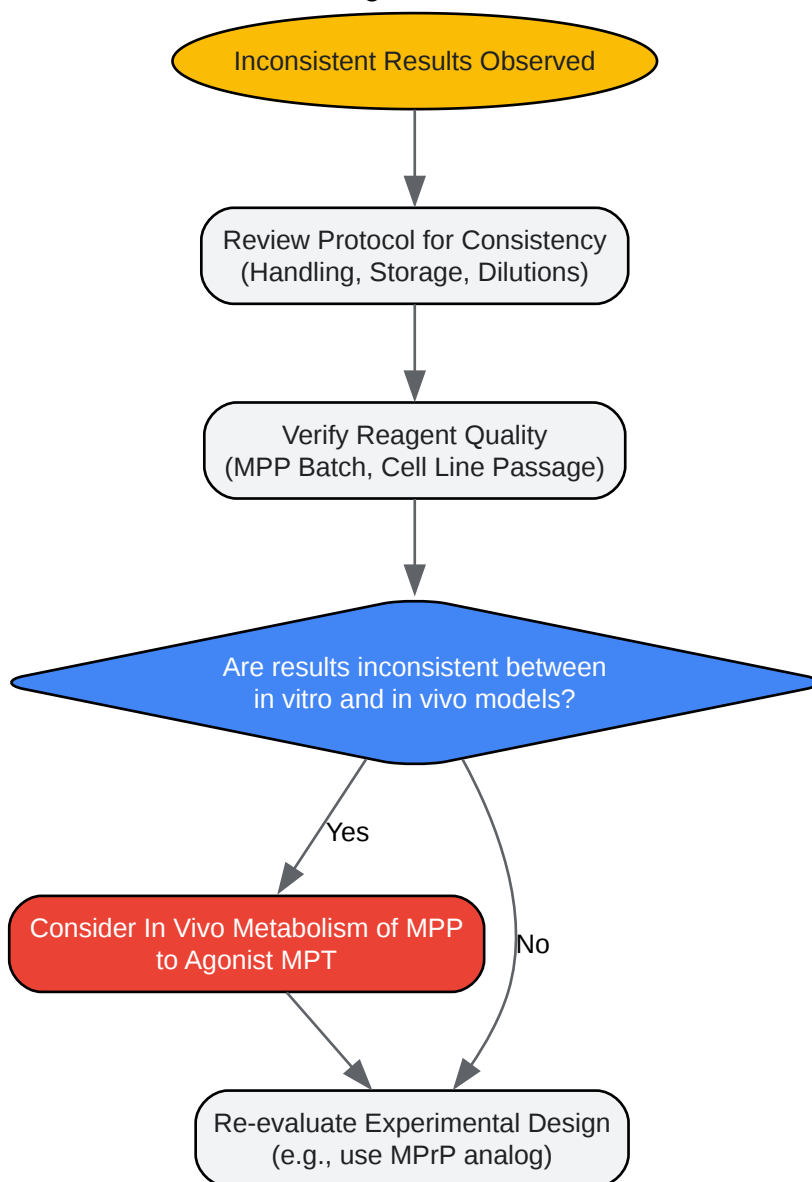 Inconsistent Results Observed
Review Protocol for Consistency
(Handling, Storage, Dilutions)
Verify Reagent Quality
(MPP Batch, Cell Line Passage)
Are results inconsistent between
in vitro and in vivo models?
Yes
Consider In Vivo Metabolism of MPP
to Agonist MPT
No
Re-evaluate Experimental Design
(e.g., use MPrP analog)